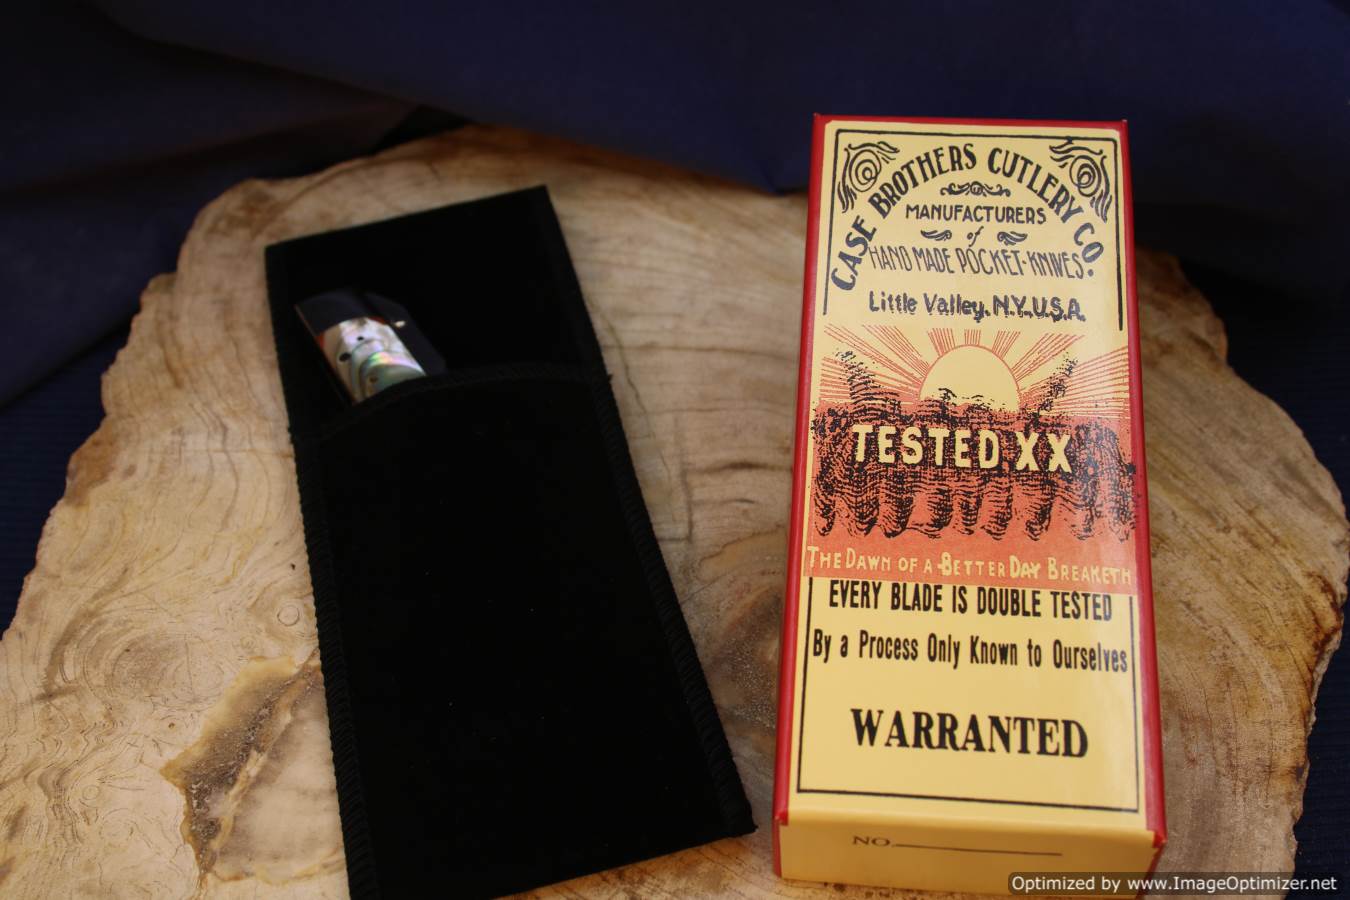 CASE BROTHERS CUTLERY CO.
MANUFACTURERS
of
HAND MADE POCKET-KNIVES.
Little Valley, N.Y.U.S.A.
TESTED XX
THE DAWN OF A BETTER DAY BREAKETH
EVERY BLADE IS DOUBLE TESTED
By a Process Only Known to Ourselves
WARRANTED
NO.
Optimized by www.ImageOptimizer.net